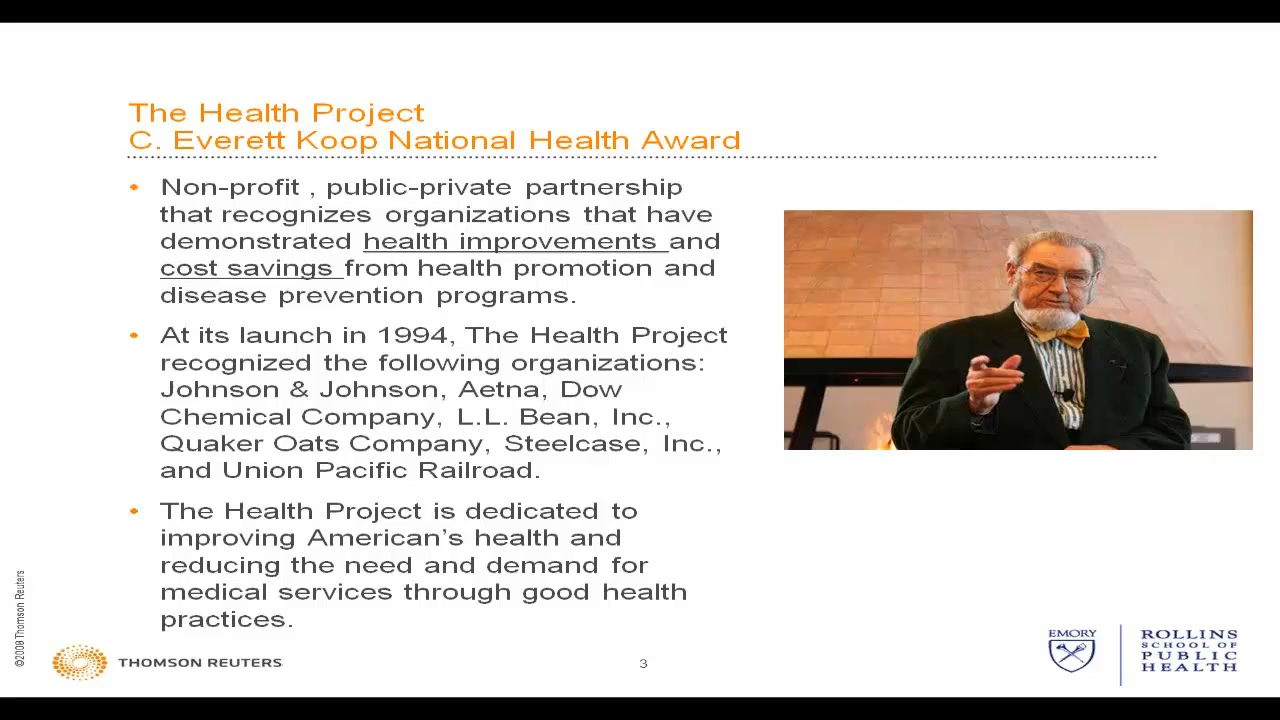 The Health Project
C. Everett Koop National Health Award
• Non-profit , public-private partnership
that recognizes organizations that have
demonstrated health improvements and
cost savings from health promotion and
disease prevention programs.
• At its launch in 1994, The Health Project
recognized the following organizations:
Johnson & Johnson, Aetna, Dow
Chemical Company, L.L. Bean, Inc.,
Quaker Oats Company, Steelcase, Inc.,
and Union Pacific Railroad.
• The Health Project is dedicated to
improving American’s health and
reducing the need and demand for
medical services through good health
practices.
©2009 Thomson Reuters
THOMSON REUTERS
3
EMORY
ROLLINS
SCHOOL OF
PUBLIC
HEALTH